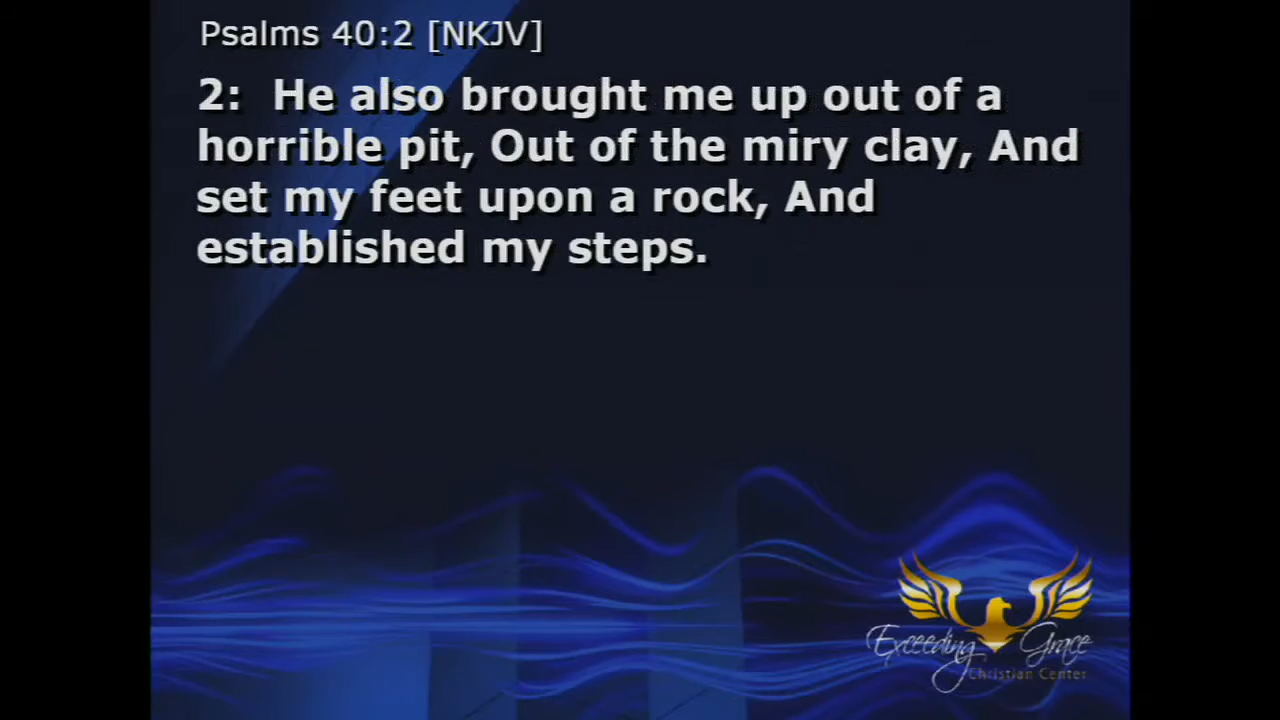 Psalms 40:2 [NKJV]
2: He also brought me up out of a
horrible pit, Out of the miry clay, And
set my feet upon a rock, And
established my steps.
Exceeding Grace
Christian Center